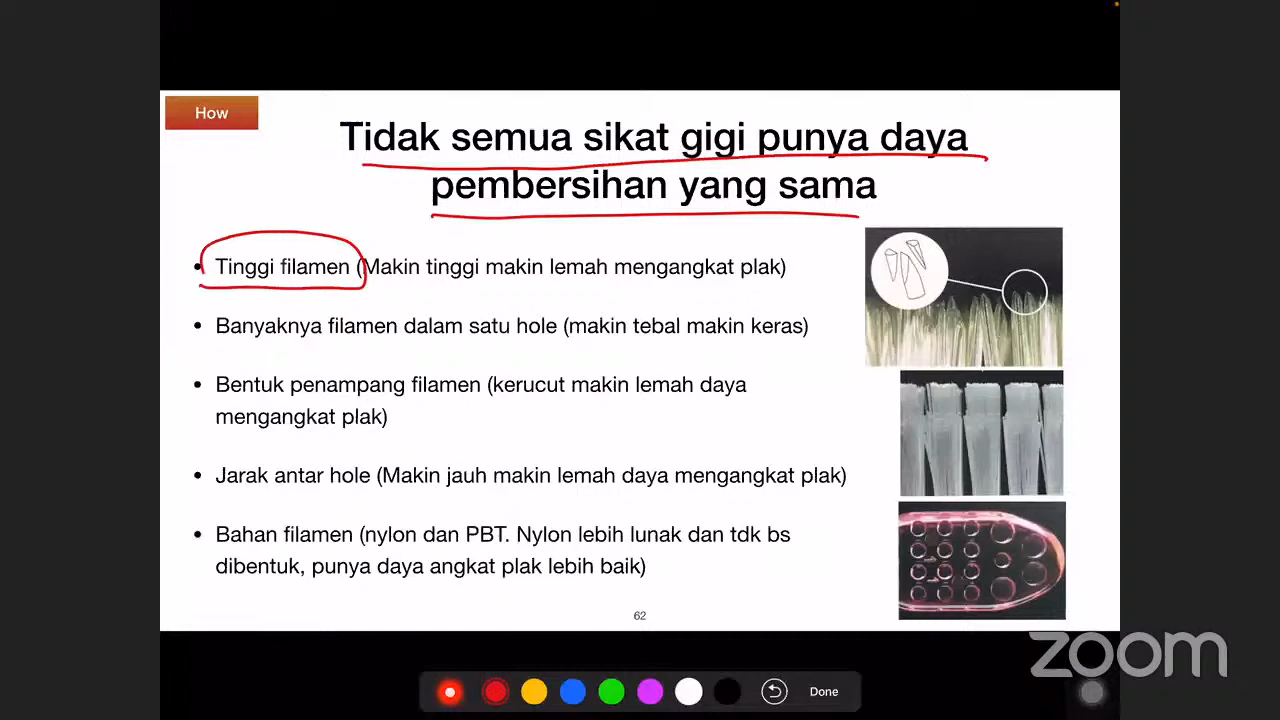 How
Tidak semua sikat gigi punya daya
pembersihan yang sama
• Tinggi filamen (Makin tinggi makin lemah mengangkat plak)
• Banyaknya filamen dalam satu hole (makin tebal makin keras)
• Bentuk penampang filamen (kerucut makin lemah daya
mengangkat plak)
• Jarak antar hole (Makin jauh makin lemah daya mengangkat plak)
• Bahan filamen (nylon dan PBT. Nylon lebih lunak dan tdk bs
dibentuk, punya daya angkat plak lebih baik)
62
zoom
Done